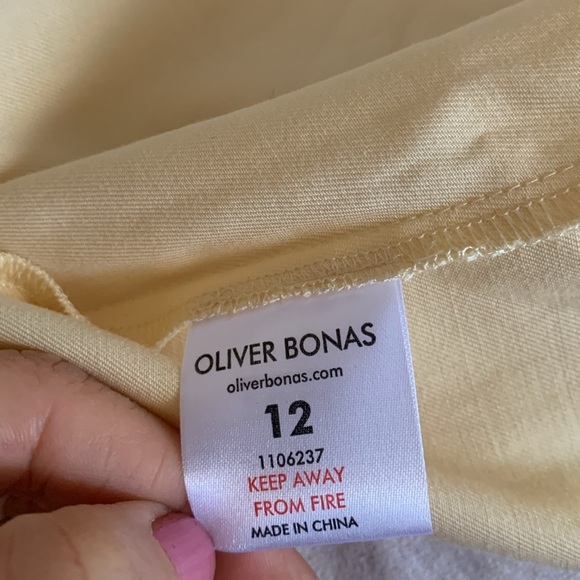 OLIVER BONAS
oliverbonas.com
12
1106237
KEEP AWAY
FROM FIRE
MADE IN CHINA